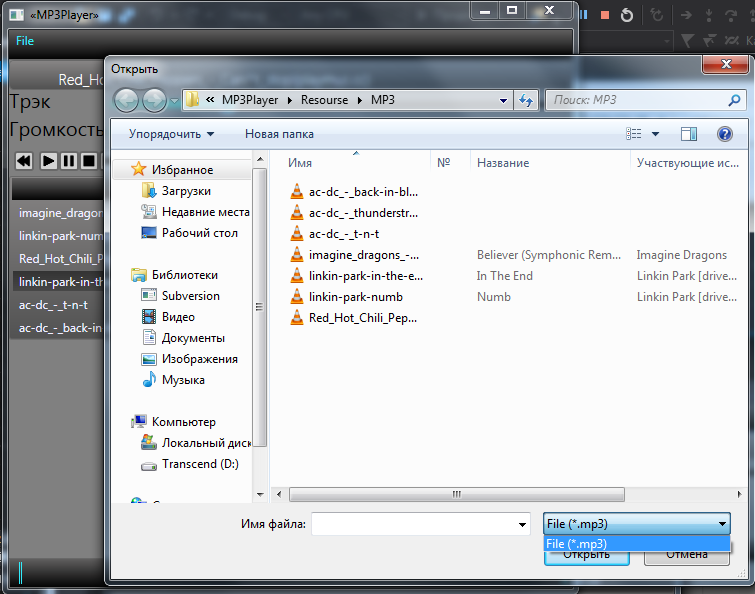 «MP3Player»
File
Red_Ho
Трэк
Громкость
imagine_dragons
linkin-park-num
Red_Hot_Chili_P
linkin-park-in-th
ac-dc_-_t-n-t
ac-dc_-_back-in
Открыть
« MP3Player Resourse MP3
Поиск: MP3
Упорядочить Новая папка
Имя № Название Участвующие ис...
Избранное
Загрузки
Недавние места
Рабочий стол
Библиотеки
Subversion
Видео
Документы
Изображения
Музыка
Компьютер
Локальный диск
Transcend (D:)
ac-dc_-_back-in-bl...
ac-dc_-_thunderstr...
ac-dc_-_t-n-t
imagine_dragons_-... Believer (Symphonic Rem... Imagine Dragons
linkin-park-in-the-e... In The End Linkin Park [drive...
linkin-park-numb Numb Linkin Park [drive...
Red_Hot_Chili_Pep...
Имя файла: File (*.mp3)
File (*.mp3)
Открыть Отмена